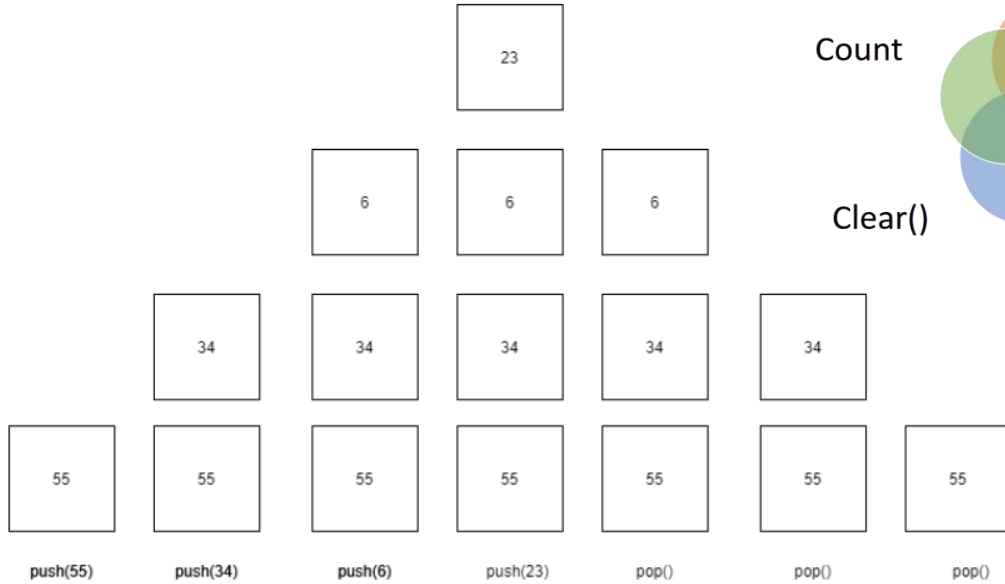 23
Count
6 6 6
Clear()
34 34 34 34 34
55 55 55 55 55 55 55
push(55) push(34) push(6) push(23) pop() pop() pop()